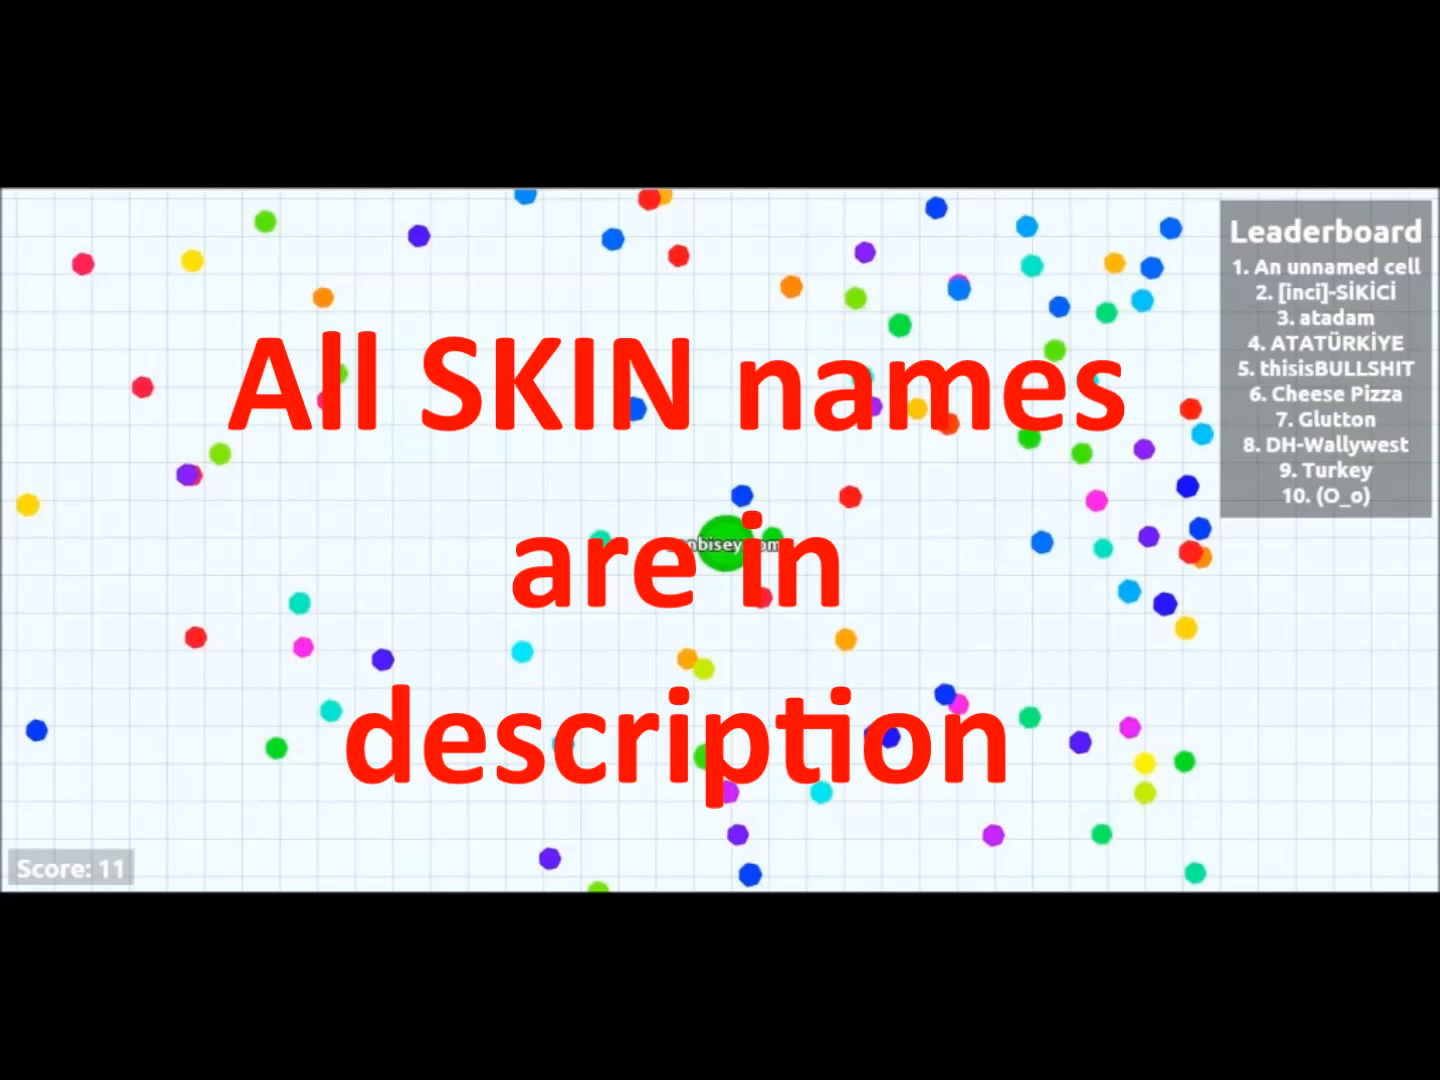 Leaderboard
1. An unnamed cell
2. [inci]-SİKİCİ
3. atadam
4. ATATÜRKİYE
5. thisisBULLSHIT
6. Cheese Pizza
7. Glutton
8. DH-Wallywest
9. Turkey
10. (O_o)
All SKIN names
are in
description
Score: 11